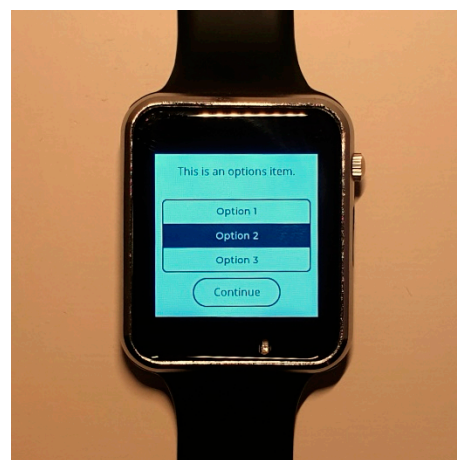 This is an options item.
Option 1
Option 2
Option 3
Continue